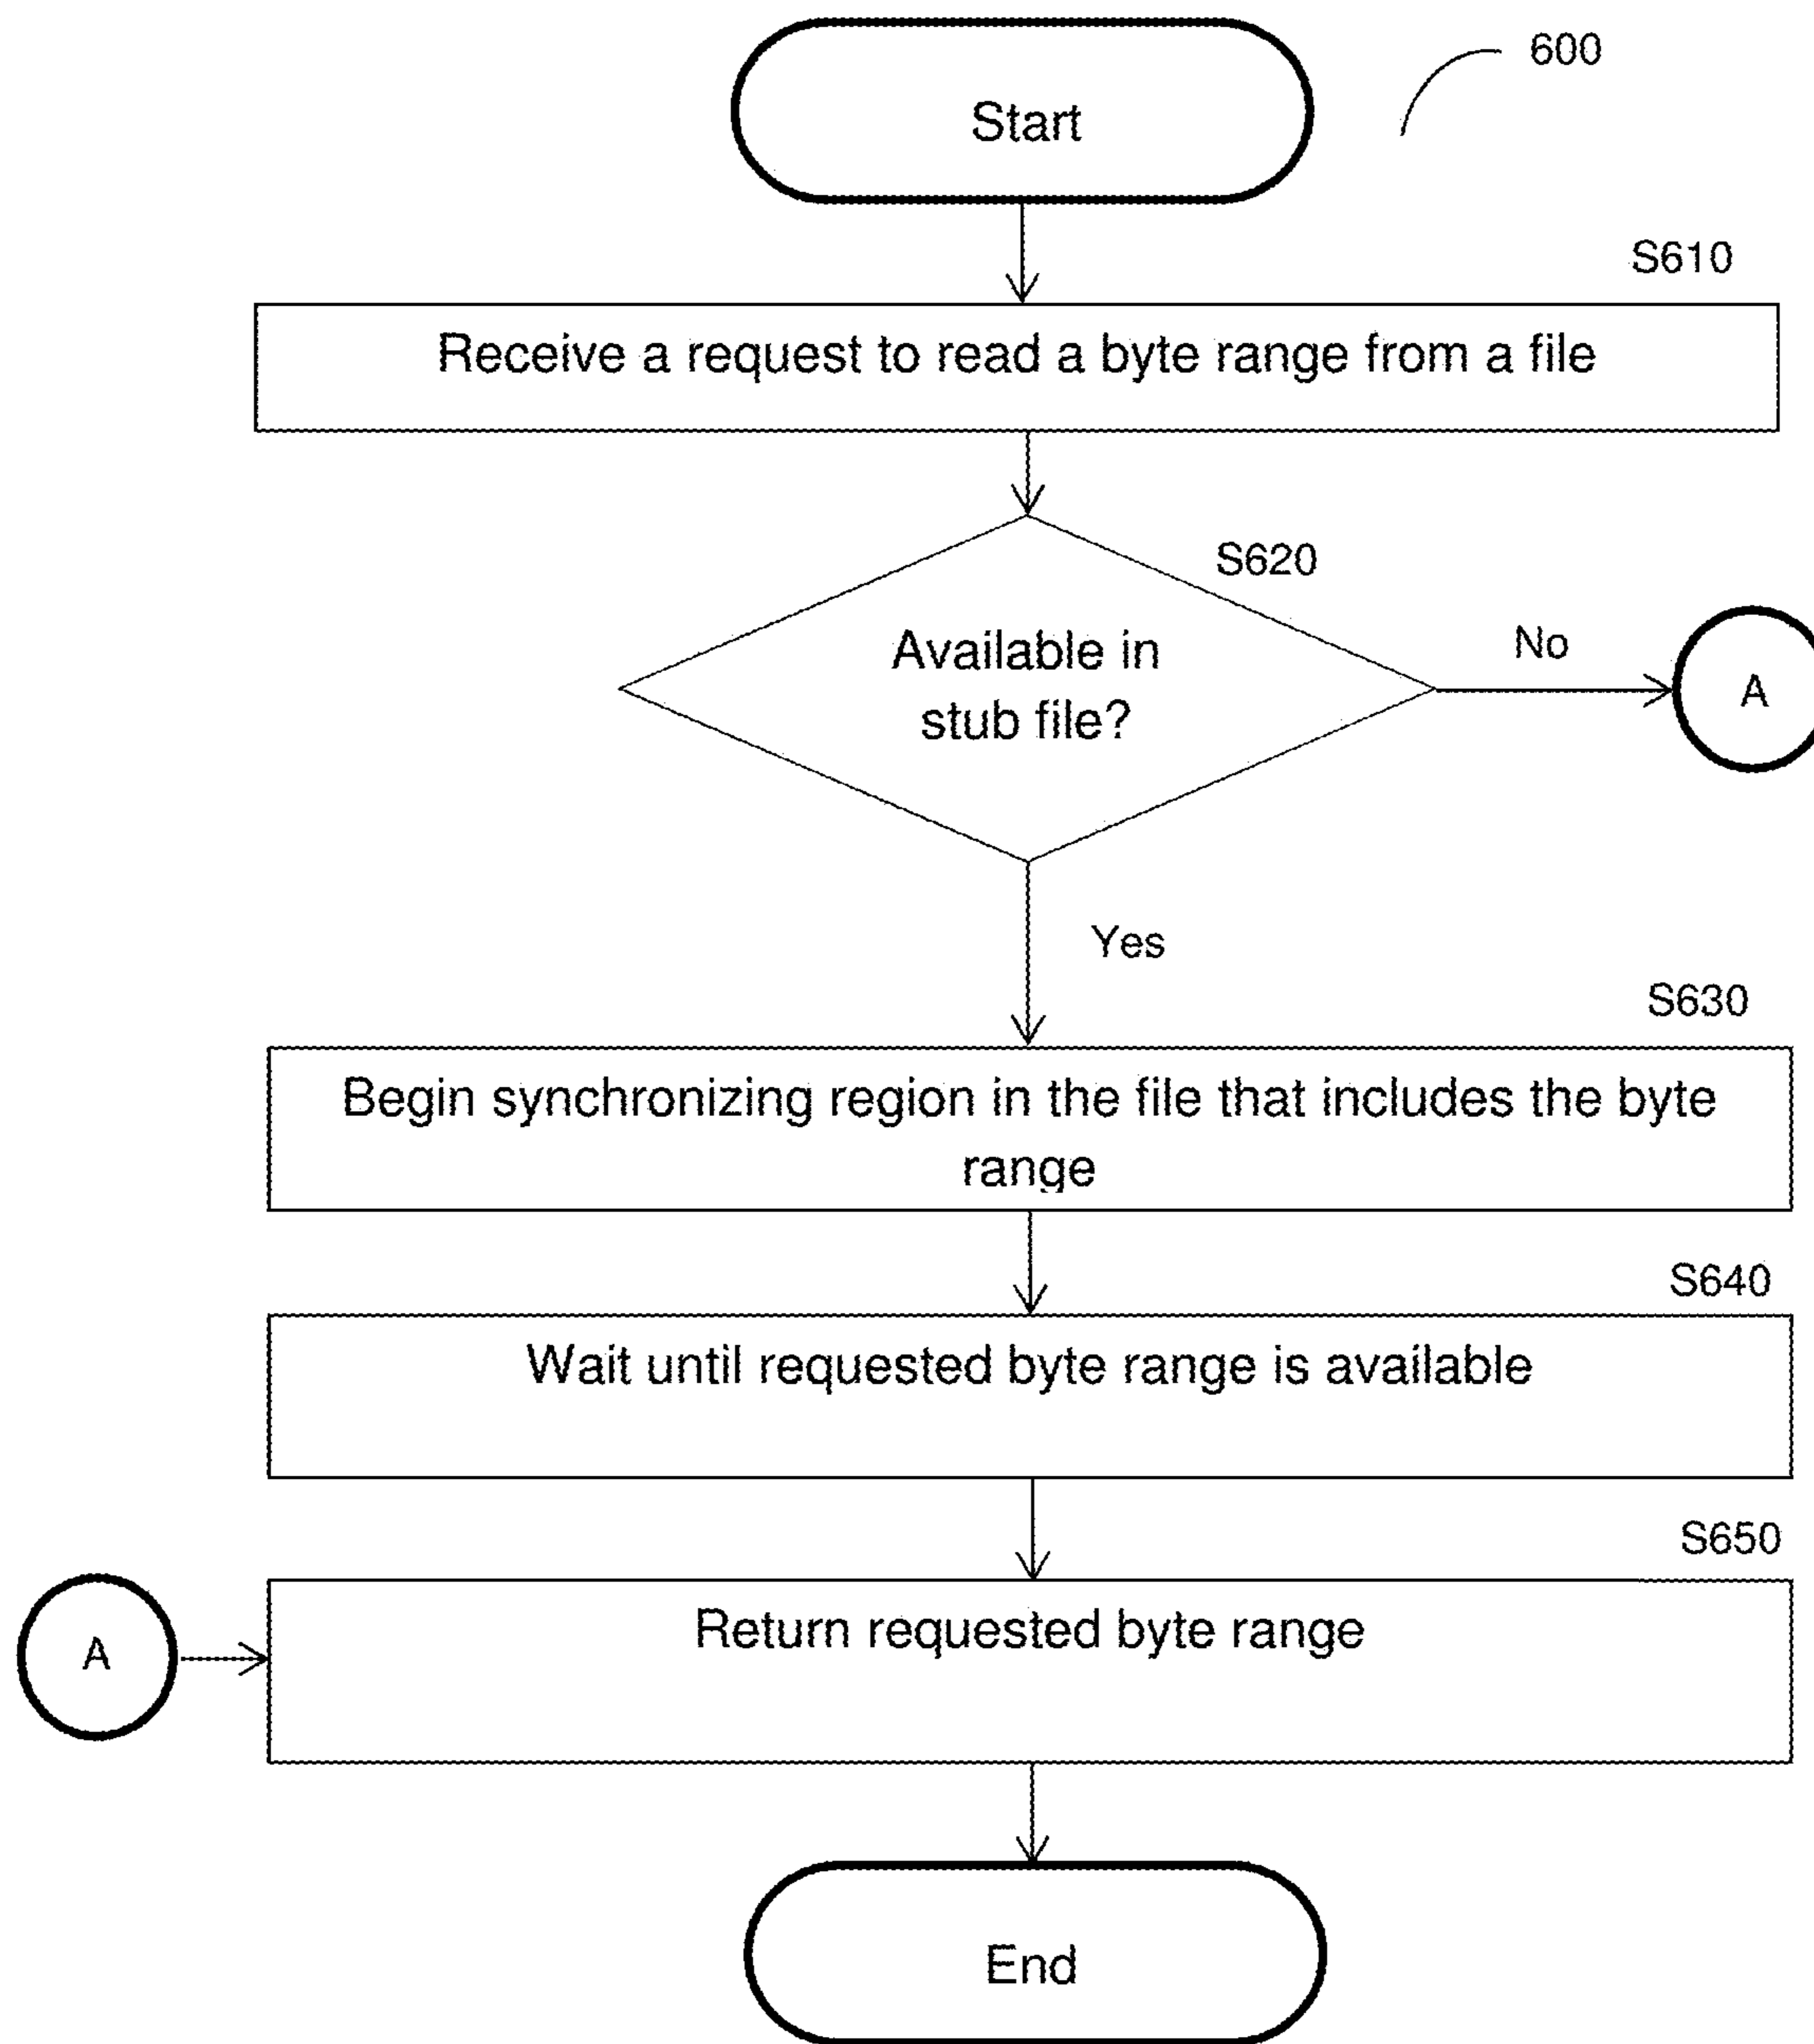 600
Start
S610
Receive a request to read a byte range from a file
S620
Available in
stub file?
No
A
Yes
S630
Begin synchronizing region in the file that includes the byte
range
S640
Wait until requested byte range is available
S650
Return requested byte range
A
End